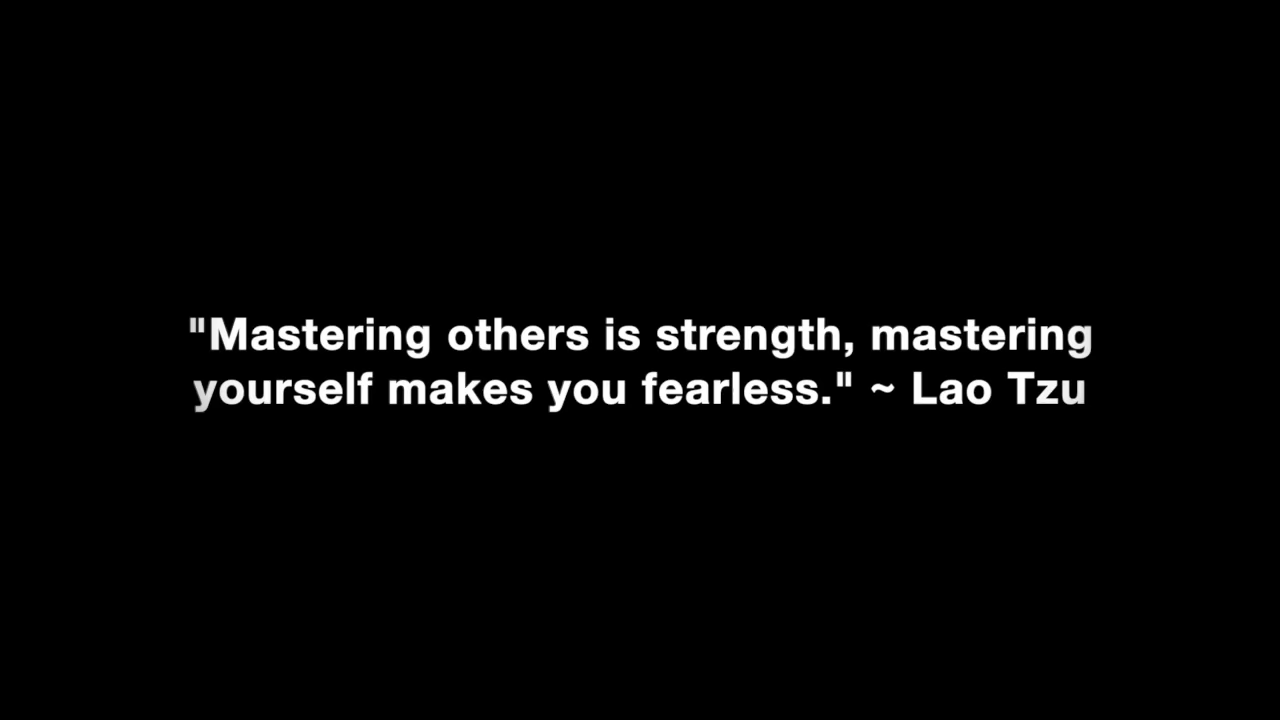 "Mastering others is strength, mastering
yourself makes you fearless." ~ Lao Tzu